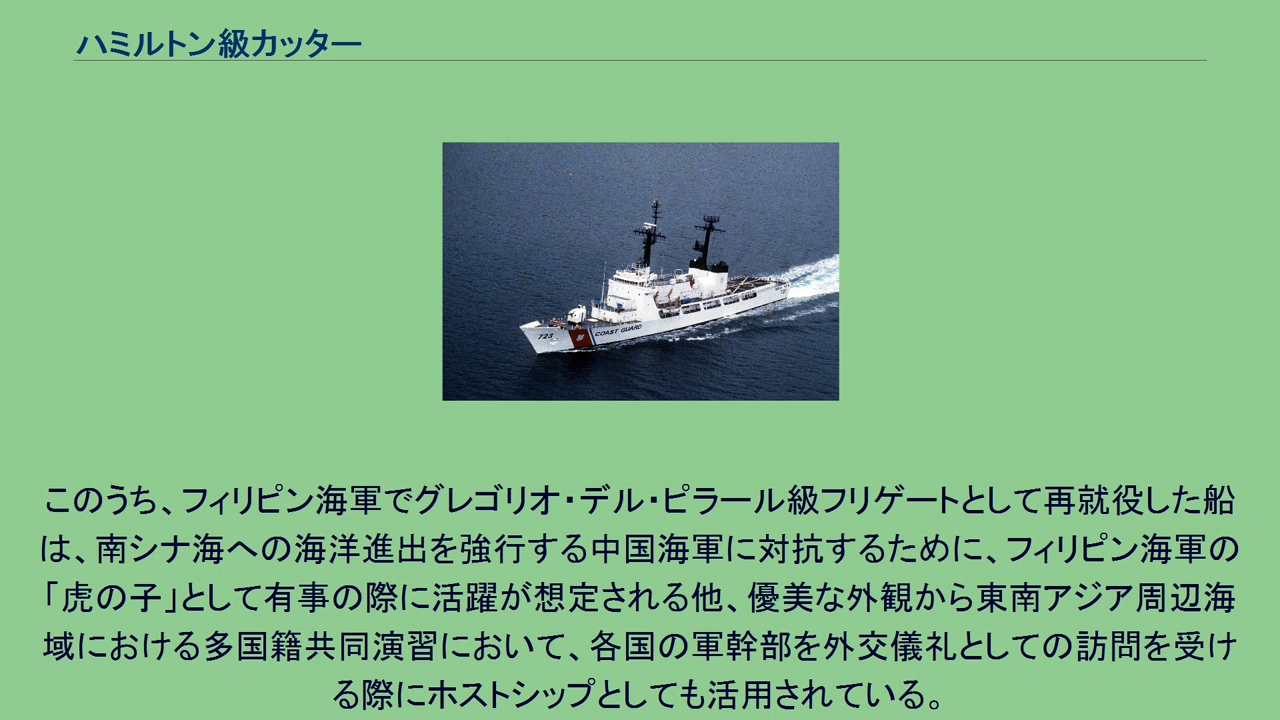 ハミルトン級カッター
723
COAST GUARD
このうち、フィリピン海軍でグレゴリオ・デル・ピラール級フリゲートとして再就役した船
は、南シナ海への海洋進出を強行する中国海軍に対抗するために、フィリピン海軍の
「虎の子」として有事の際に活躍が想定される他、優美な外観から東南アジア周辺海
域における多国籍共同演習において、各国の軍幹部を外交儀礼としての訪問を受け
る際にホストシップとしても活用されている。